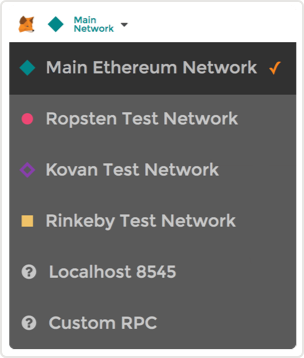 Main
Network
Main Ethereum Network
Ropsten Test Network
Kovan Test Network
Rinkeby Test Network
Localhost 8545
Custom RPC